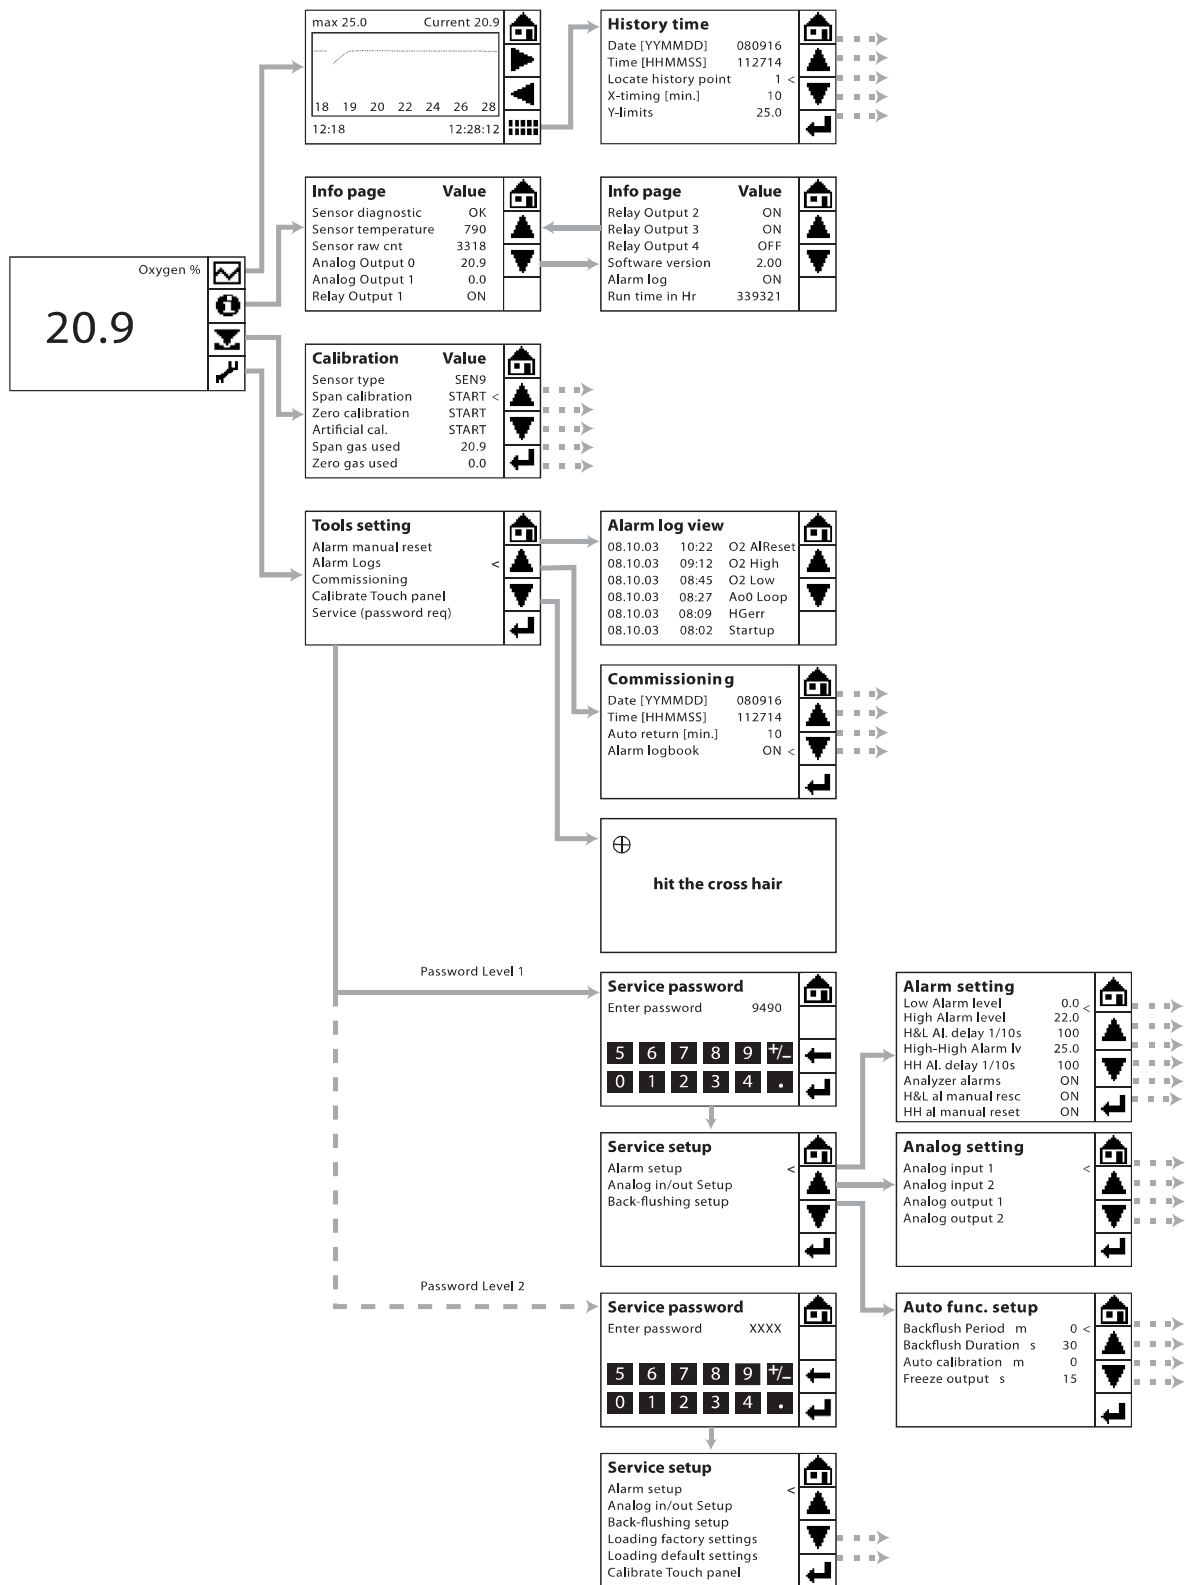 max 25.0 Current 20.9
18 19 20 22 24 26 28
12:18 12:28:12
History time
Date [YYMMDD] 080916
Time [HHMMSS] 112714
Locate history point 1 <
X-timing [min.] 10
Y-limits 25.0
Info page Value
Sensor diagnostic OK
Sensor temperature 790
Sensor raw cnt 3318
Analog Output 0 20.9
Analog Output 1 0.0
Relay Output 1 ON
Info page Value
Relay Output 2 ON
Relay Output 3 ON
Relay Output 4 OFF
Software version 2.00
Alarm log ON
Run time in Hr 339321
Oxygen %
20.9
Calibration Value
Sensor type SEN9
Span calibration START <
Zero calibration START
Artificial cal. START
Span gas used 20.9
Zero gas used 0.0
Tools setting
Alarm manual reset
Alarm Logs <
Commissioning
Calibrate Touch panel
Service (password req)
Alarm log view
08.10.03 10:22 O2 AlReset
08.10.03 09:12 O2 High
08.10.03 08:45 O2 Low
08.10.03 08:27 Ao0 Loop
08.10.03 08:09 HGerr
08.10.03 08:02 Startup
Commissioning
Date [YYMMDD] 080916
Time [HHMMSS] 112714
Auto return [min.] 10
Alarm logbook ON <
hit the cross hair
Password Level 1
Service password
Enter password 9490
5 6 7 8 9 +/-
0 1 2 3 4 .
Alarm setting
Low Alarm level 0.0 <
High Alarm level 22.0
H&L Al. delay 1/10s 100
High-High Alarm lv 25.0
HH Al. delay 1/10s 100
Analyzer alarms ON
H&L al manual resc ON
HH al manual reset ON
Service setup
Alarm setup <
Analog in/out Setup
Back-flushing setup
Analog setting
Analog input 1 <
Analog input 2
Analog output 1
Analog output 2
Password Level 2
Service password
Enter password XXXX
5 6 7 8 9 +/-
0 1 2 3 4 .
Auto func. setup
Backflush Period m 0 <
Backflush Duration s 30
Auto calibration m 0
Freeze output s 15
Service setup
Alarm setup <
Analog in/out Setup
Back-flushing setup
Loading factory settings
Loading default settings
Calibrate Touch panel